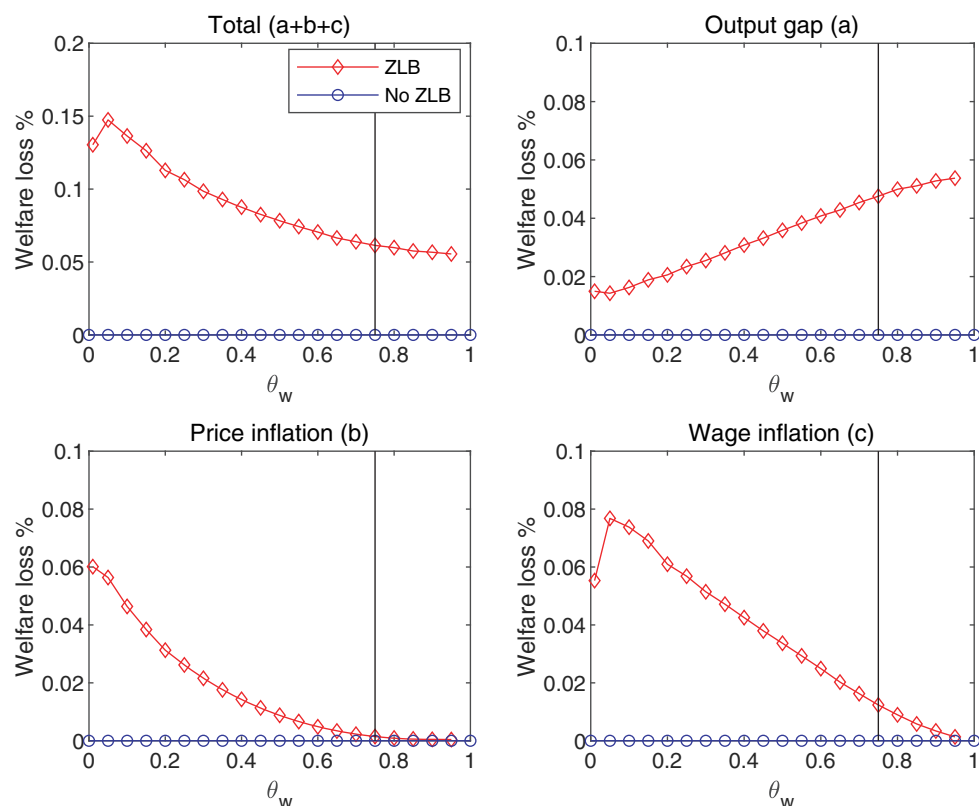 Total (a+b+c)
Welfare loss %
0.2
0.15
0.1
0.05
0
ZLB
No ZLB
0 0.2 0.4 0.6 0.8 1
θw
Output gap (a)
Welfare loss %
0.1
0.08
0.06
0.04
0.02
0
0 0.2 0.4 0.6 0.8 1
θw
Price inflation (b)
Welfare loss %
0.1
0.08
0.06
0.04
0.02
0
0 0.2 0.4 0.6 0.8 1
θw
Wage inflation (c)
Welfare loss %
0.1
0.08
0.06
0.04
0.02
0
0 0.2 0.4 0.6 0.8 1
θw